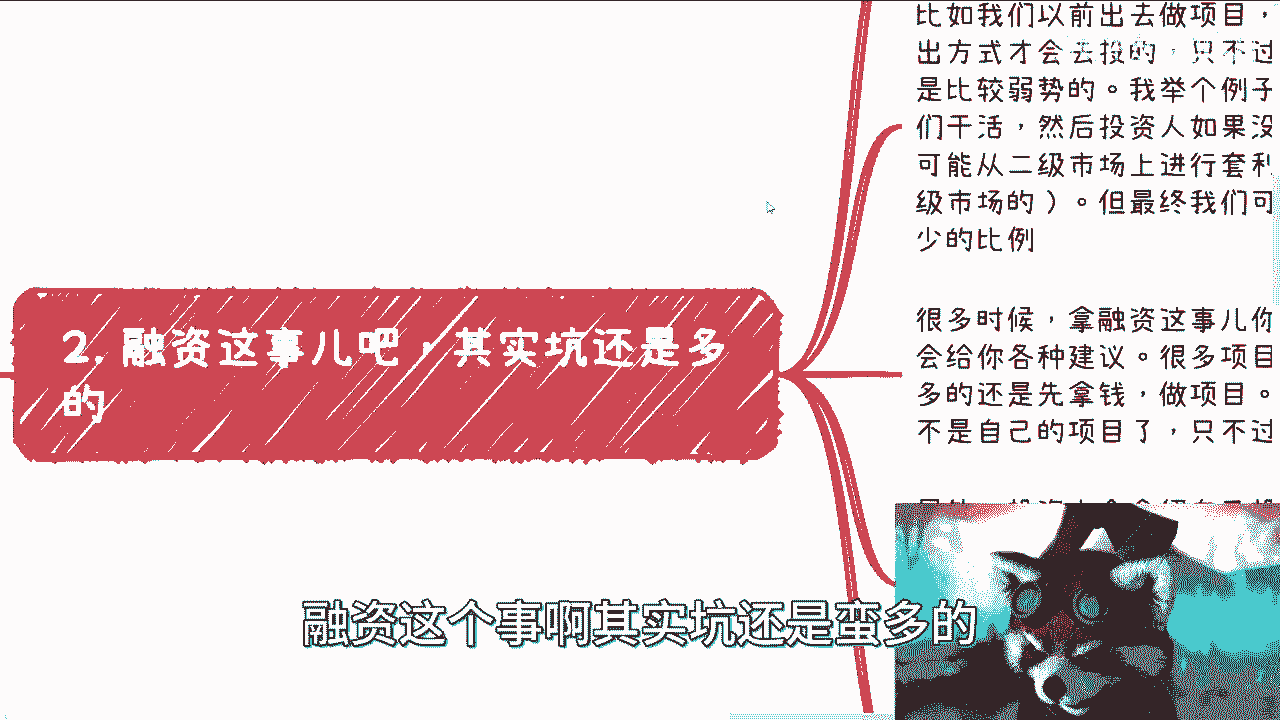 比如我们以前出去做项目，
出方式才会去投的，只不过
是比较弱势的。我举个例子
们干活，然后投资人如果没
可能从二级市场上进行套利
级市场的）。但最终我们可
少的比例
2. 融资这事儿吧，其实坑还是多
的
很多时候，拿融资这事儿你
会给你各种建议。很多项目
多的还是先拿钱，做项目。
不是自己的项目了，只不过
融资这个事啊其实坑还是蛮多的